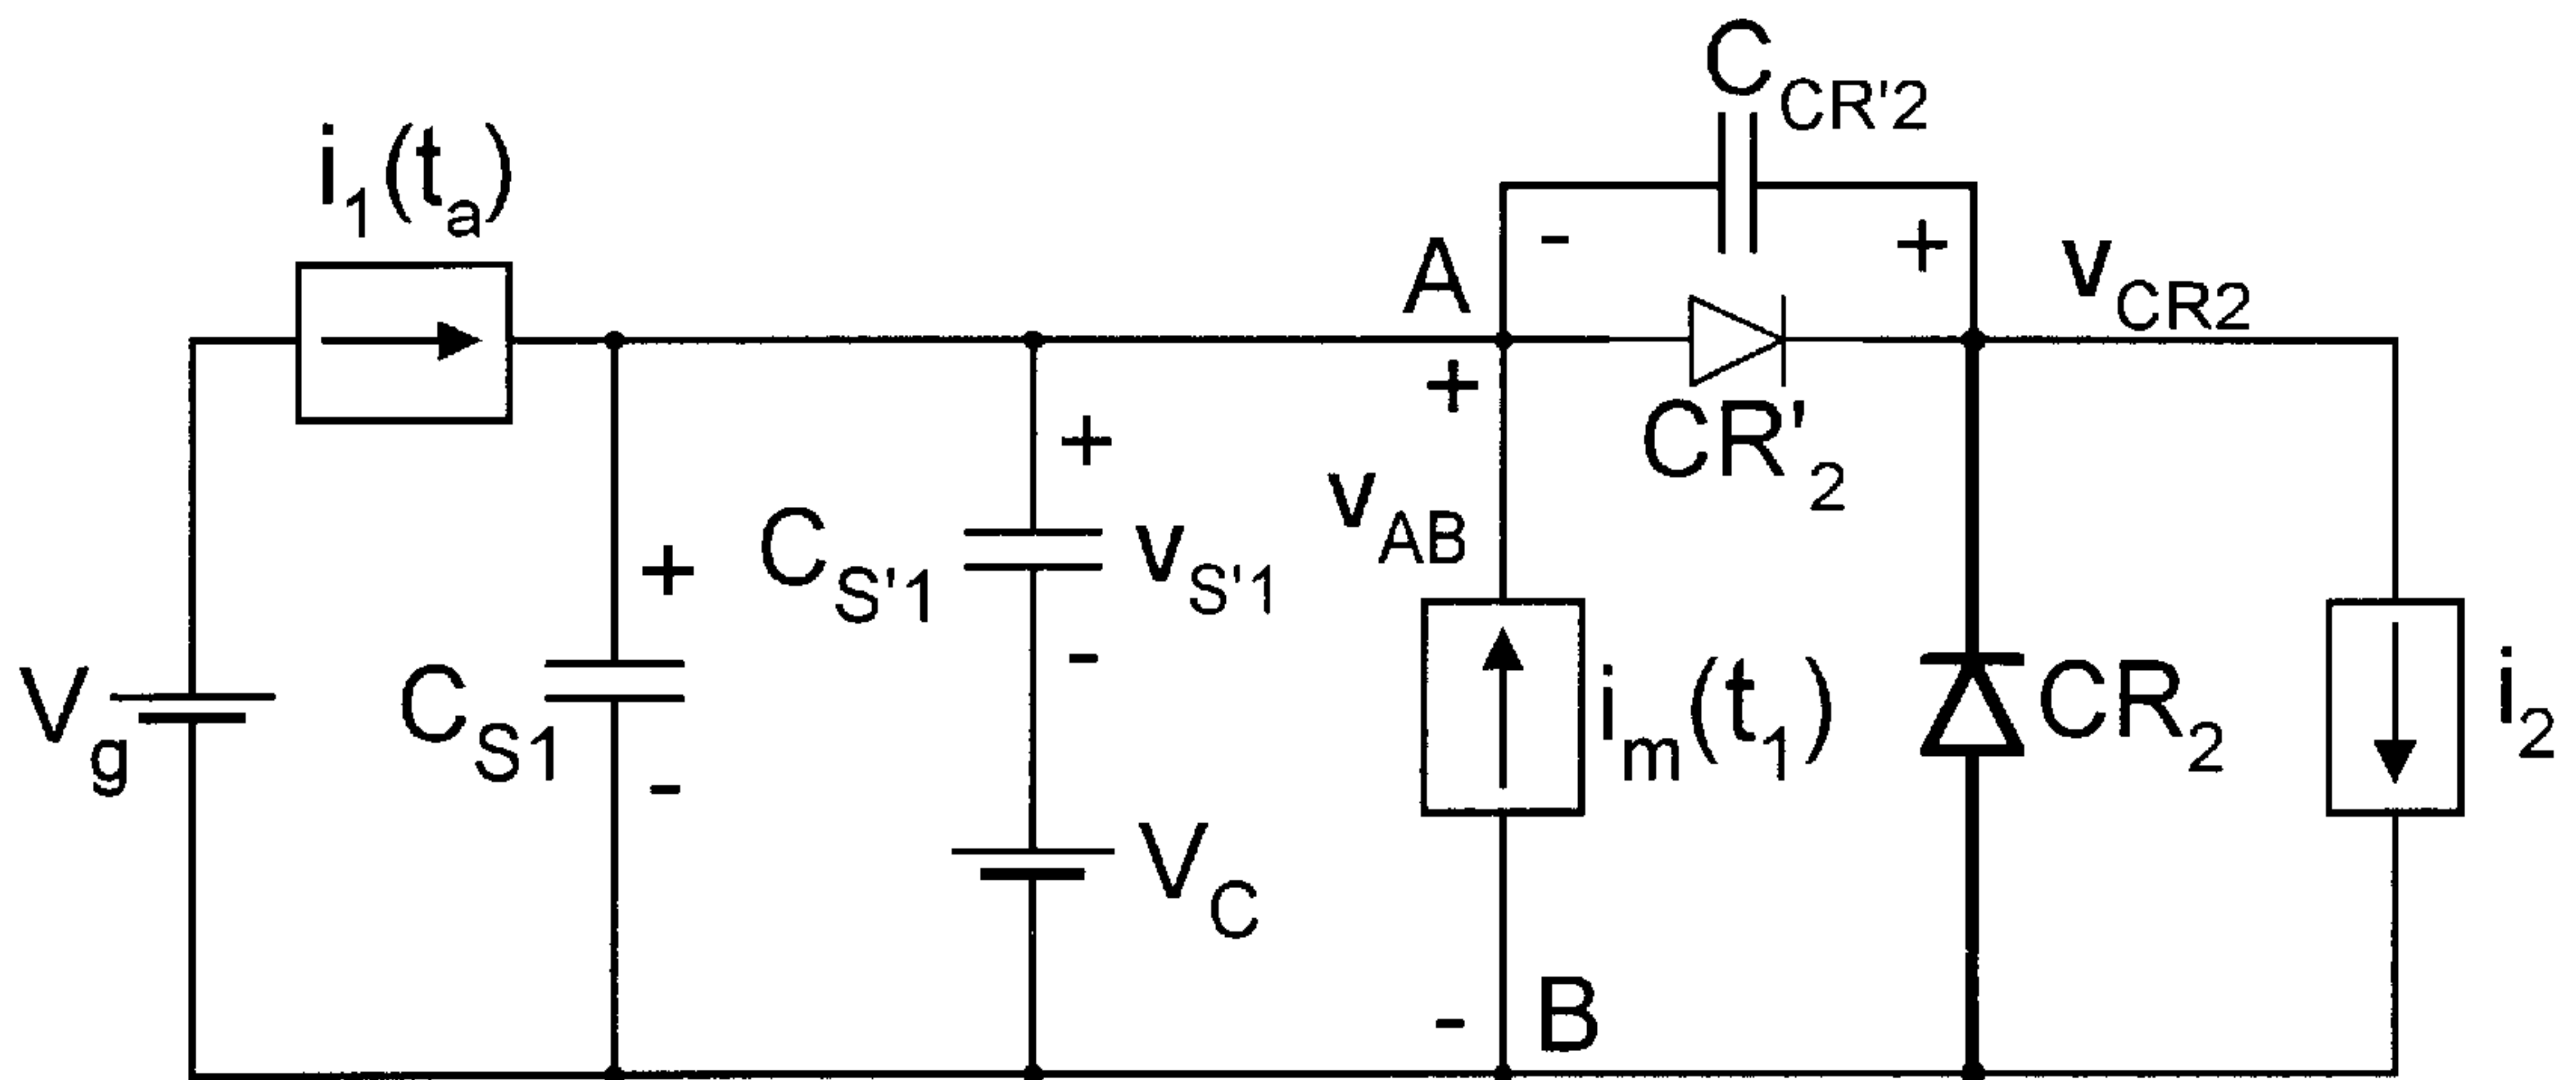 C_CR'2
i_1(t_a)
A
-
+
v_CR2
+
+
CR'_2
v_AB
C_S'1
v_S'1
+
-
V_g
C_S1
-
i_m(t_1)
CR_2
i_2
V_C
-
B